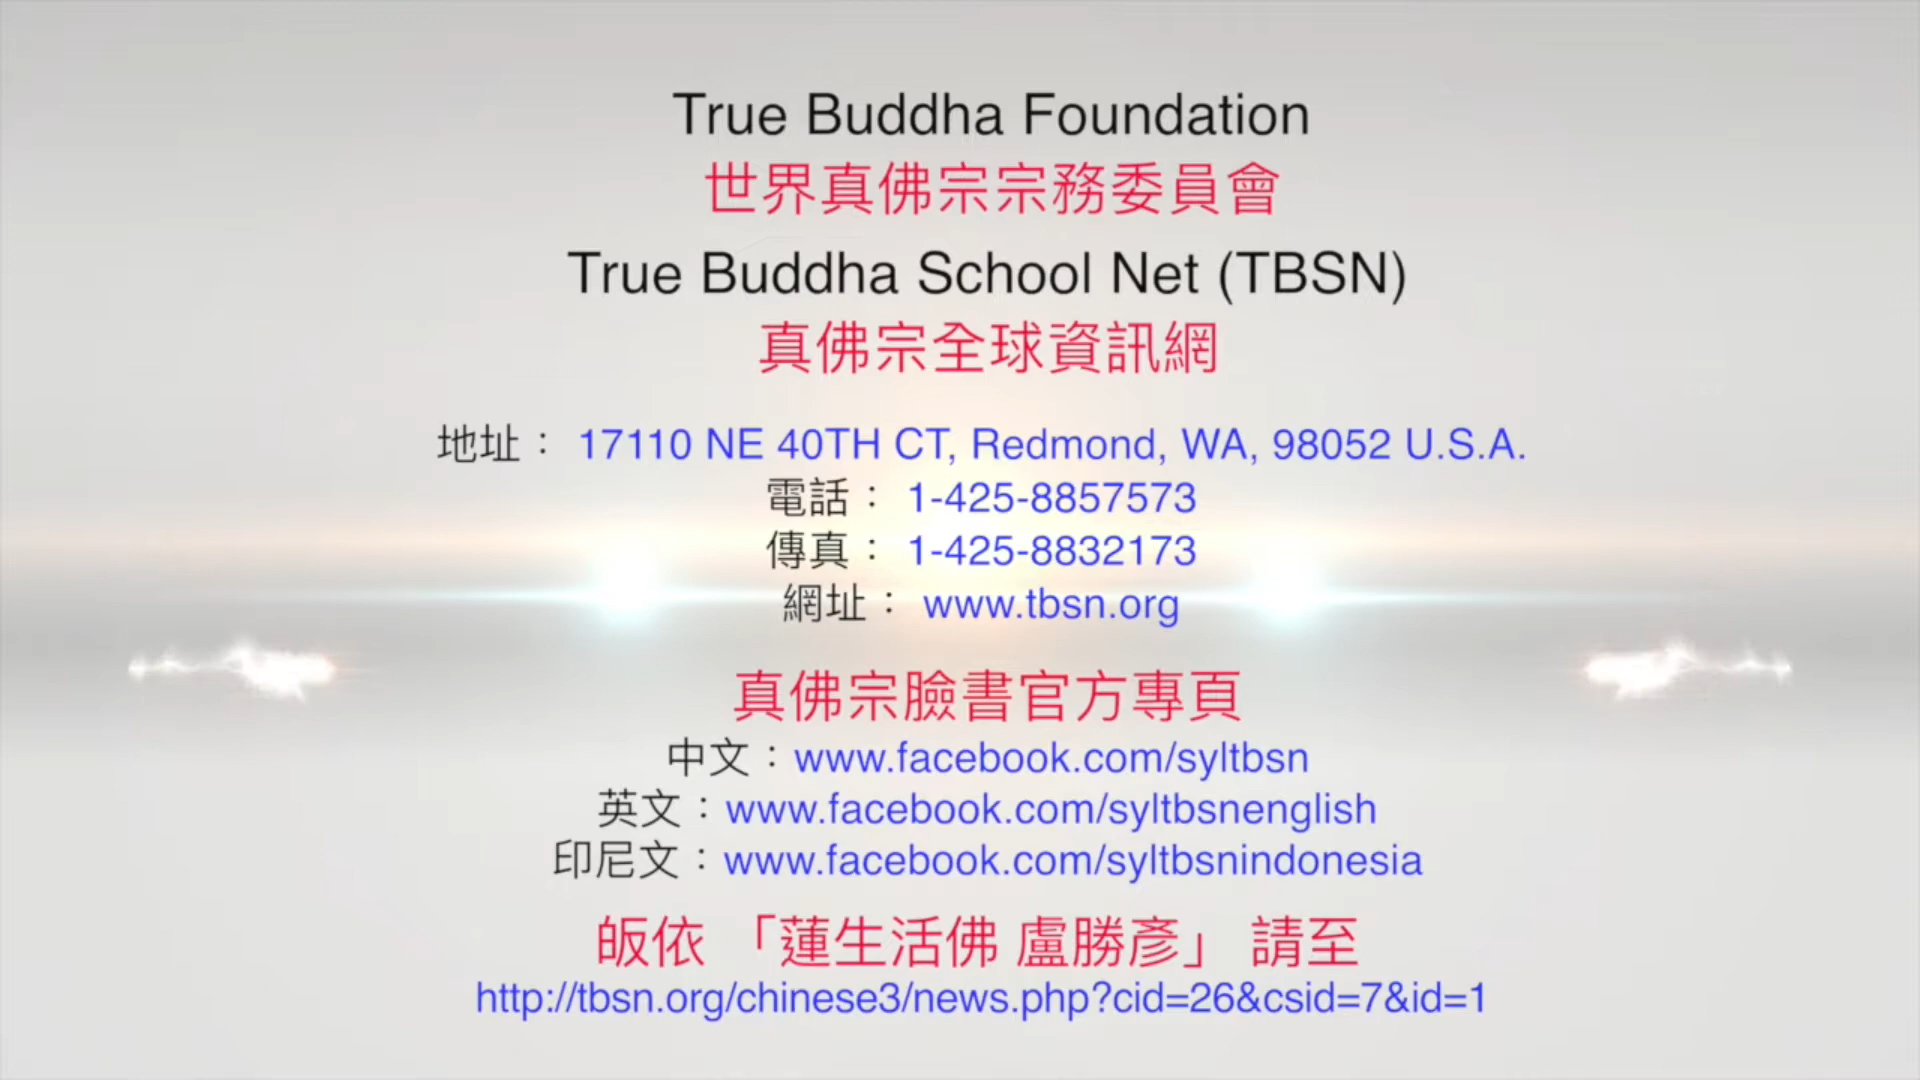 True Buddha Foundation
世界真佛宗宗務委員會
True Buddha School Net (TBSN)
真佛宗全球資訊網
地址： 17110 NE 40TH CT, Redmond, WA, 98052 U.S.A.
電話： 1-425-8857573
傳真： 1-425-8832173
網址： www.tbsn.org
真佛宗臉書官方專頁
中文：www.facebook.com/syltbsn
英文：www.facebook.com/syltbsnenglish
印尼文：www.facebook.com/syltbsnindonesia
皈依 「蓮生活佛 盧勝彥」 請至
http://tbsn.org/chinese3/news.php?cid=26&csid=7&id=1